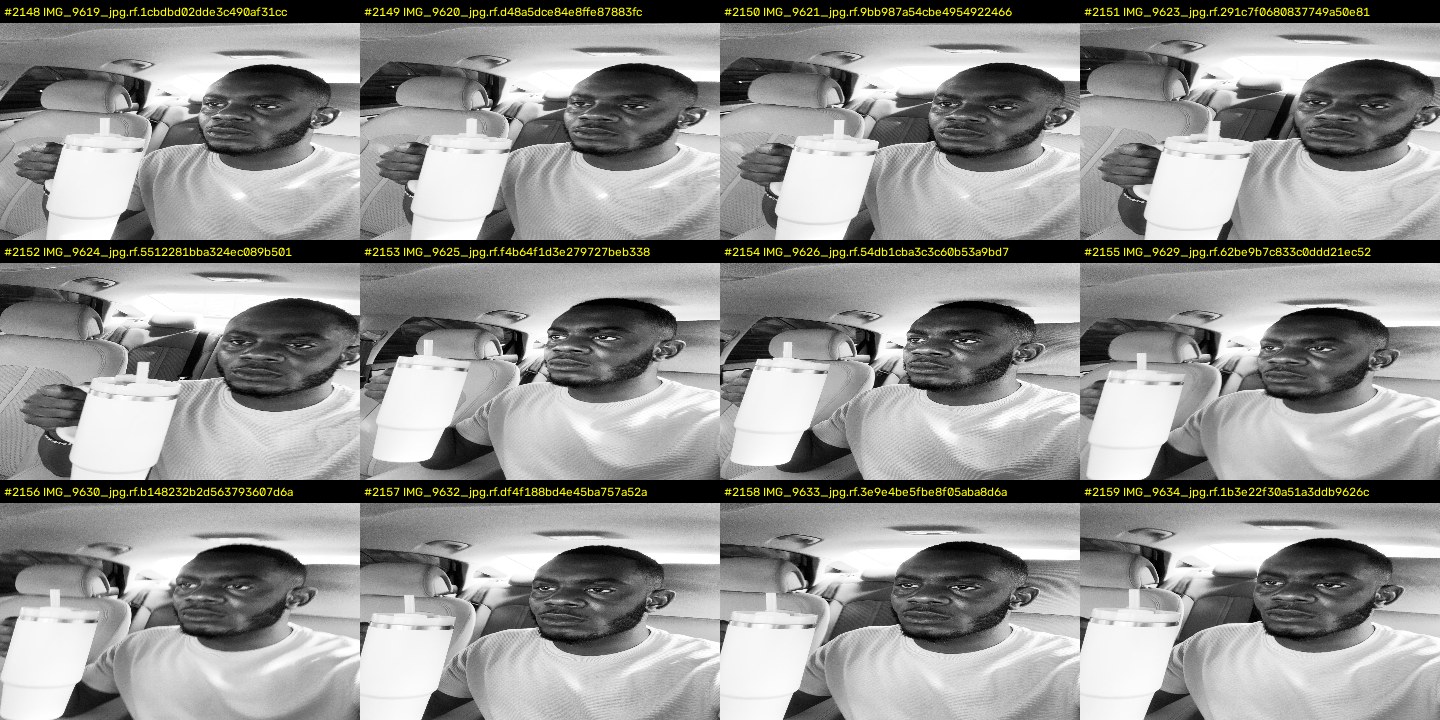 #2148 IMG_9619_jpg.rf.1cbdbd02dde3c490af31cc
#2149 IMG_9620_jpg.rf.d48a5dce84e8ffe87883fc
#2150 IMG_9621_jpg.rf.9bb987a54cbe4954922466
#2151 IMG_9623_jpg.rf.291c7f0680837749a50e81
#2152 IMG_9624_jpg.rf.5512281bba324ec089b501
#2153 IMG_9625_jpg.rf.f4b64f1d3e279727beb338
#2154 IMG_9626_jpg.rf.54db1cba3c3c60b53a9bd7
#2155 IMG_9629_jpg.rf.62be9b7c833c0ddd21ec52
#2156 IMG_9630_jpg.rf.b148232b2d563793607d6a
#2157 IMG_9632_jpg.rf.df4f188bd4e45ba757a52a
#2158 IMG_9633_jpg.rf.3e9e4be5fbe8f05aba8d6a
#2159 IMG_9634_jpg.rf.1b3e22f30a51a3ddb9626c